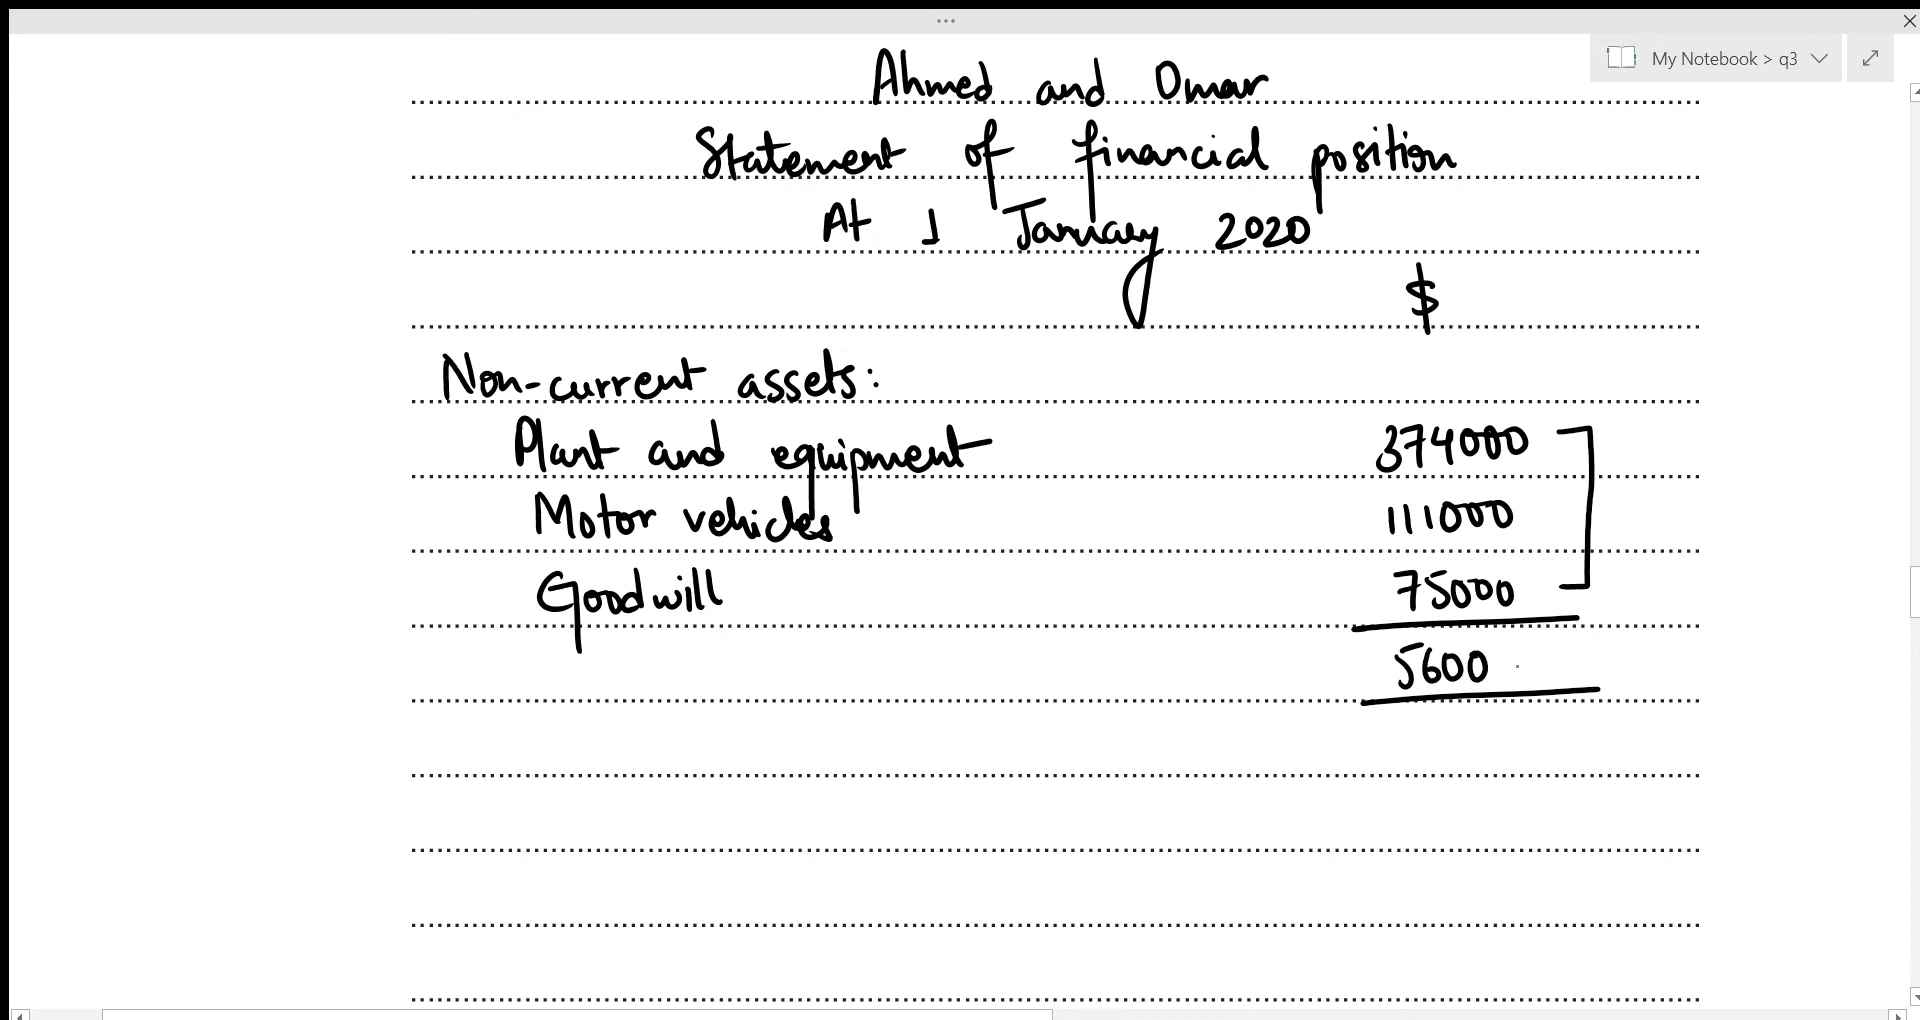 My Notebook > q3
Ahmed and Omar
Statement of financial position
At 1 January 2020
$
Non-current assets:
Plant and equipment 374000
Motor vehicles 111000
Goodwill 75000
5600